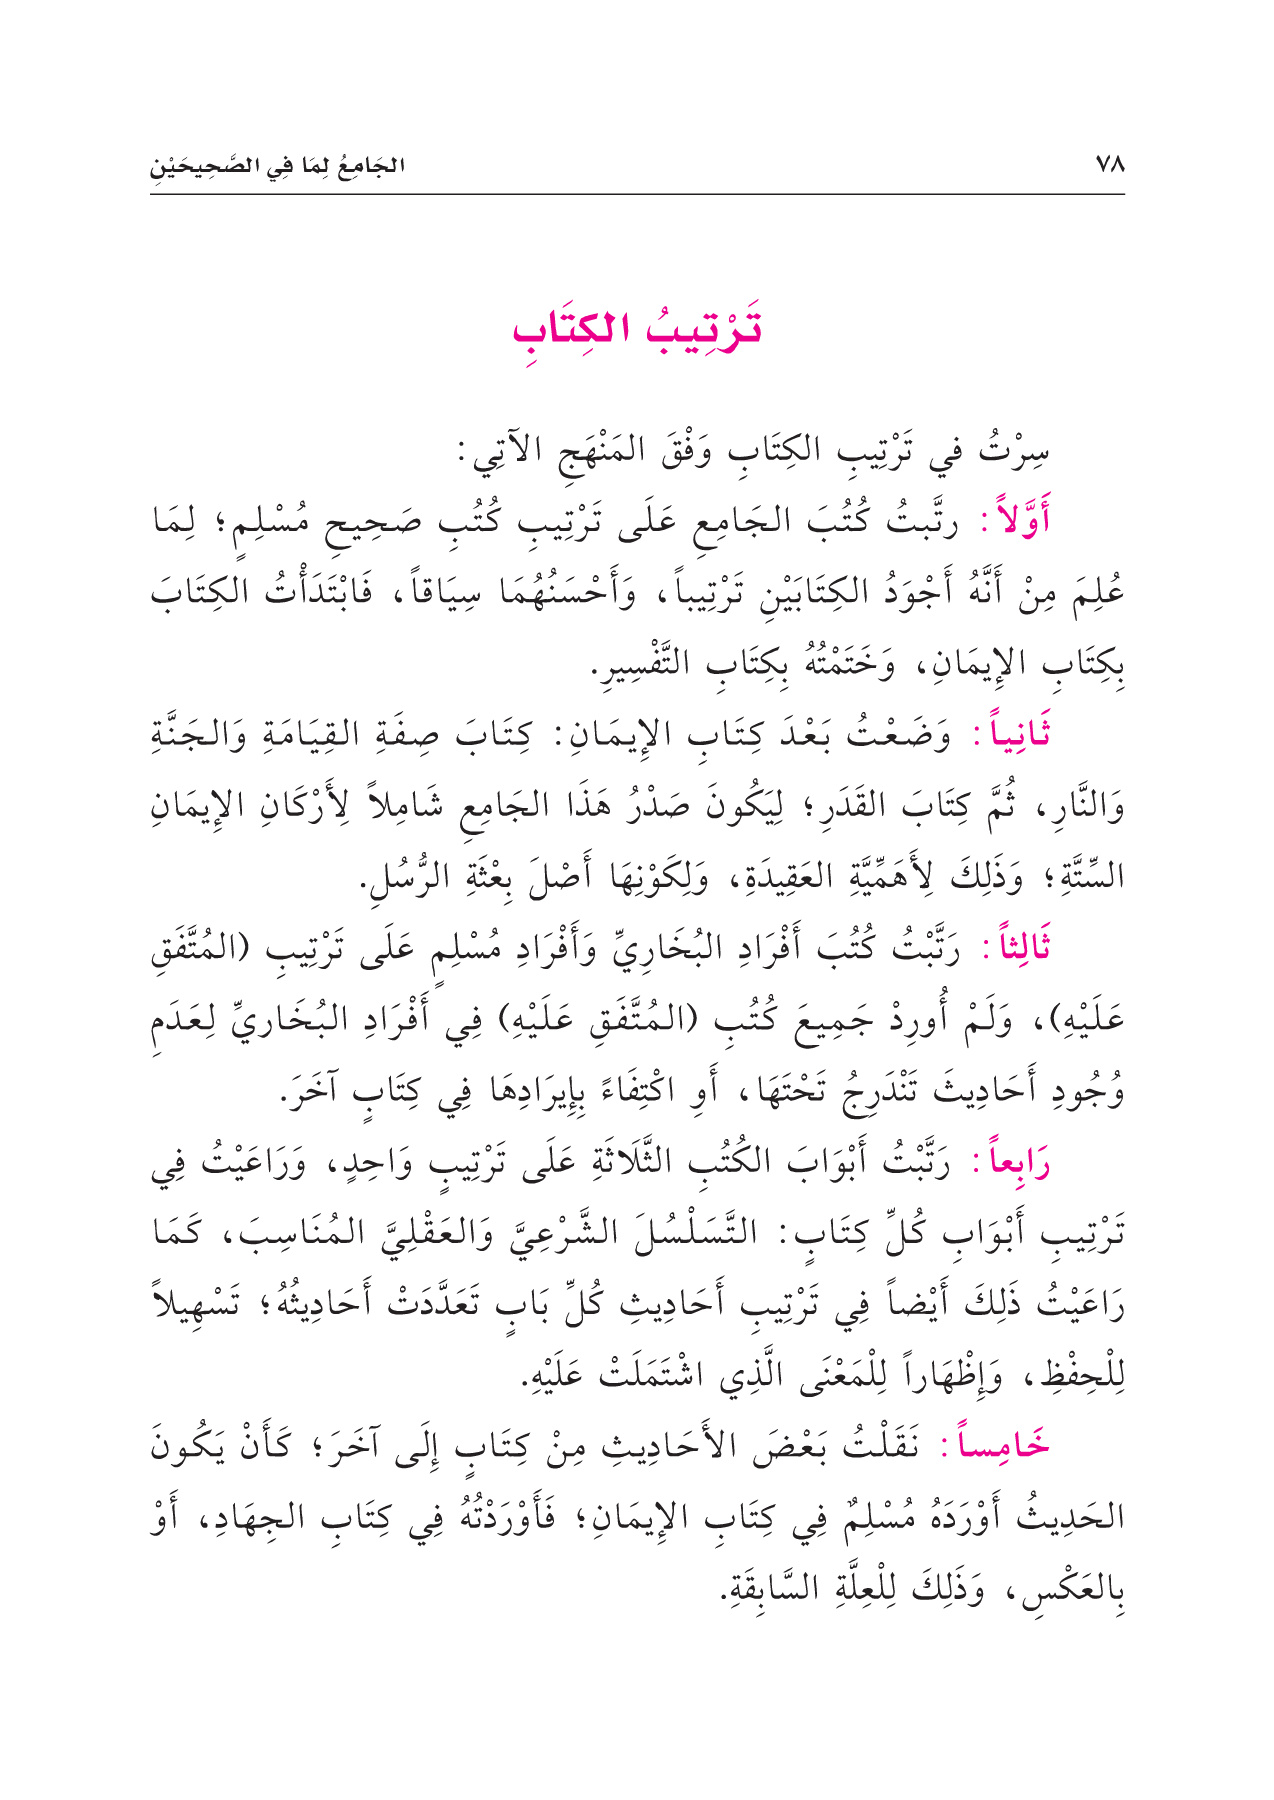 ٧٨
الجَامِعُ لِمَا فِي الصَّحِيحَيْنِ
تَرْتِيبُ الكِتَابِ
سِرْتُ في تَرْتِيبِ الكِتَابِ وَفْقَ المَنْهَجِ الآتِي:
أَوَّلاً: رتَّبتُ كُتُبَ الجَامِعِ عَلَى تَرْتِيبِ كُتُبِ صَحِيحِ مُسْلِمٍ؛ لِمَا
عُلِمَ مِنْ أَنَّهُ أَجْوَدُ الكِتَابَيْنِ تَرْتِيباً، وَأَحْسَنُهُمَا سِيَاقاً، فَابْتَدَأْتُ الكِتَابَ
بِكِتَابِ الإِيمَانِ، وَخَتَمْتُهُ بِكِتَابِ التَّفْسِيرِ.
ثَانِياً: وَضَعْتُ بَعْدَ كِتَابِ الإِيمَانِ: كِتَابَ صِفَةِ القِيَامَةِ وَالجَنَّةِ
وَالنَّارِ، ثُمَّ كِتَابَ القَدَرِ؛ لِيَكُونَ صَدْرُ هَذَا الجَامِعِ شَامِلاً لِأَرْكَانِ الإِيمَانِ
السِّتَّةِ؛ وَذَلِكَ لِأَهَمِّيَّةِ العَقِيدَةِ، وَلِكَوْنِهَا أَصْلَ بِعْثَةِ الرُّسُلِ.
ثَالِثاً: رَتَّبْتُ كُتُبَ أَفْرَادِ البُخَارِيِّ وَأَفْرَادِ مُسْلِمٍ عَلَى تَرْتِيبِ (المُتَّفَقِ
عَلَيْهِ)، وَلَمْ أُورِدْ جَمِيعَ كُتُبِ (المُتَّفَقِ عَلَيْهِ) فِي أَفْرَادِ البُخَاريِّ لِعَدَمِ
وُجُودِ أَحَادِيثَ تَنْدَرِجُ تَحْتَهَا، أَوِ اكْتِفَاءً بِإِيرَادِهَا فِي كِتَابٍ آخَرَ.
رَابِعاً: رَتَّبْتُ أَبْوَابَ الكُتُبِ الثَّلَاثَةِ عَلَى تَرْتِيبٍ وَاحِدٍ، وَرَاعَيْتُ فِي
تَرْتِيبِ أَبْوَابِ كُلِّ كِتَابٍ: التَّسَلْسُلَ الشَّرْعِيَّ وَالعَقْلِيَّ المُنَاسِبَ، كَمَا
رَاعَيْتُ ذَلِكَ أَيْضاً فِي تَرْتِيبِ أَحَادِيثِ كُلِّ بَابٍ تَعَدَّدَتْ أَحَادِيثُهُ؛ تَسْهِيلاً
لِلْحِفْظِ، وَإِظْهَاراً لِلْمَعْنَى الَّذِي اشْتَمَلَتْ عَلَيْهِ.
خَامِساً: نَقَلْتُ بَعْضَ الأَحَادِيثِ مِنْ كِتَابٍ إِلَى آخَرَ؛ كَأَنْ يَكُونَ
الحَدِيثُ أَوْرَدَهُ مُسْلِمٌ فِي كِتَابِ الإِيمَانِ؛ فَأَوْرَدْتُهُ فِي كِتَابِ الجِهَادِ، أَوْ
بِالعَكْسِ، وَذَلِكَ لِلْعِلَّةِ السَّابِقَةِ.